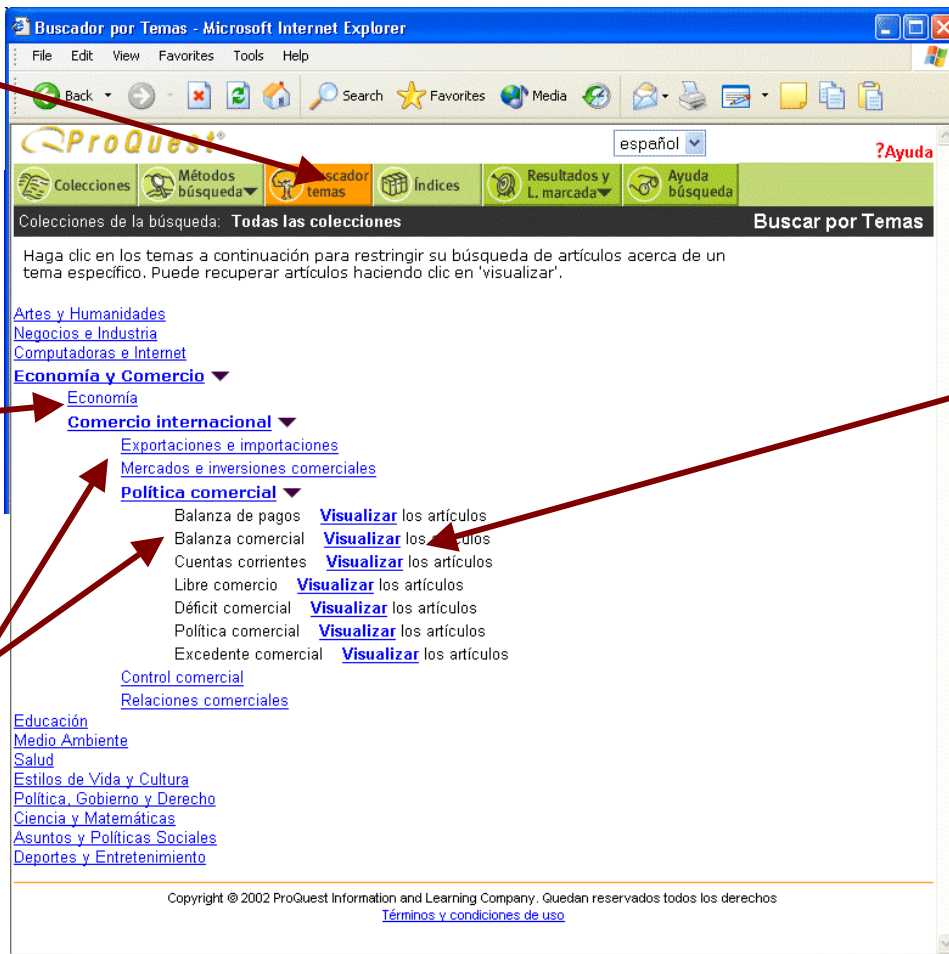 Buscador por Temas - Microsoft Internet Explorer
File Edit View Favorites Tools Help
Back Search Favorites Media
ProQuest® español ?Ayuda
Colecciones Métodos búsqueda Buscador temas Índices Resultados y L. marcada Ayuda búsqueda
Colecciones de la búsqueda: Todas las colecciones Buscar por Temas
Haga clic en los temas a continuación para restringir su búsqueda de artículos acerca de un
tema específico. Puede recuperar artículos haciendo clic en 'visualizar'.
Artes y Humanidades
Negocios e Industria
Computadoras e Internet
Economía y Comercio
Economía
Comercio internacional
Exportaciones e importaciones
Mercados e inversiones comerciales
Política comercial
Balanza de pagos Visualizar los artículos
Balanza comercial Visualizar los artículos
Cuentas corrientes Visualizar los artículos
Libre comercio Visualizar los artículos
Déficit comercial Visualizar los artículos
Política comercial Visualizar los artículos
Excedente comercial Visualizar los artículos
Control comercial
Relaciones comerciales
Educación
Medio Ambiente
Salud
Estilos de Vida y Cultura
Política, Gobierno y Derecho
Ciencia y Matemáticas
Asuntos y Políticas Sociales
Deportes y Entretenimiento
Copyright © 2002 ProQuest Information and Learning Company. Quedan reservados todos los derechos
Términos y condiciones de uso